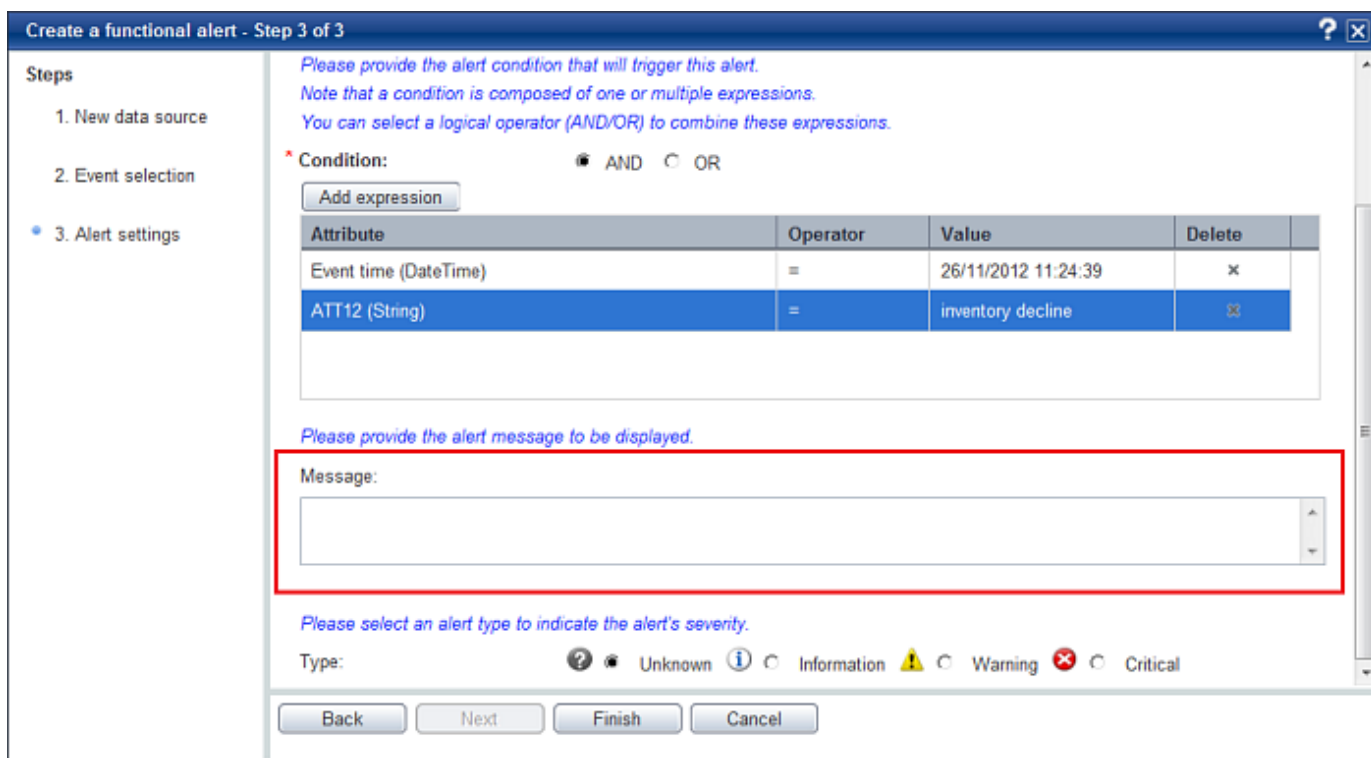 Create a functional alert - Step 3 of 3 ?
Steps
1. New data source
2. Event selection
3. Alert settings
Please provide the alert condition that will trigger this alert.
Note that a condition is composed of one or multiple expressions.
You can select a logical operator (AND/OR) to combine these expressions.
* Condition: AND OR
Add expression
Attribute Operator Value Delete
Event time (DateTime) = 26/11/2012 11:24:39
ATT12 (String) = inventory decline
Please provide the alert message to be displayed.
Message:
Please select an alert type to indicate the alert's severity.
Type: Unknown Information Warning Critical
Back Next Finish Cancel